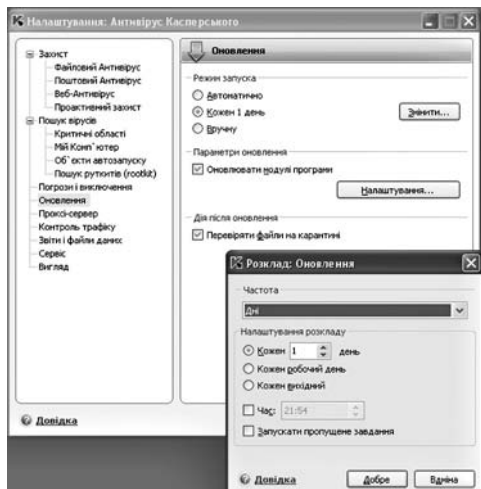 Налаштування: Антивірус Касперського
Захист
Файловий Антивірус
Поштовий Антивірус
Веб-Антивірус
Проактивний захист
Пошук вірусів
Критичні області
Мій Комп`ютер
Об`єкти автозапуску
Пошук руткитів (rootkit)
Погрози і виключення
Оновлення
Проксі-сервер
Контроль трафіку
Звіти і файли даних
Сервіс
Вигляд
Довідка
Оновлення
Режим запуска
Автоматично
Кожен 1 день
Змінити...
Вручну
Параметри оновлення
Оновлювати модулі програми
Налаштування...
Дія після оновлення
Перевіряти файли на карантині
Розклад: Оновлення
Частота
Дні
Налаштування розкладу
Кожен 1 день
Кожен робочий день
Кожен вихідний
Час: 21:54
Запускати пропущене завдання
Довідка
Добре
Відміна